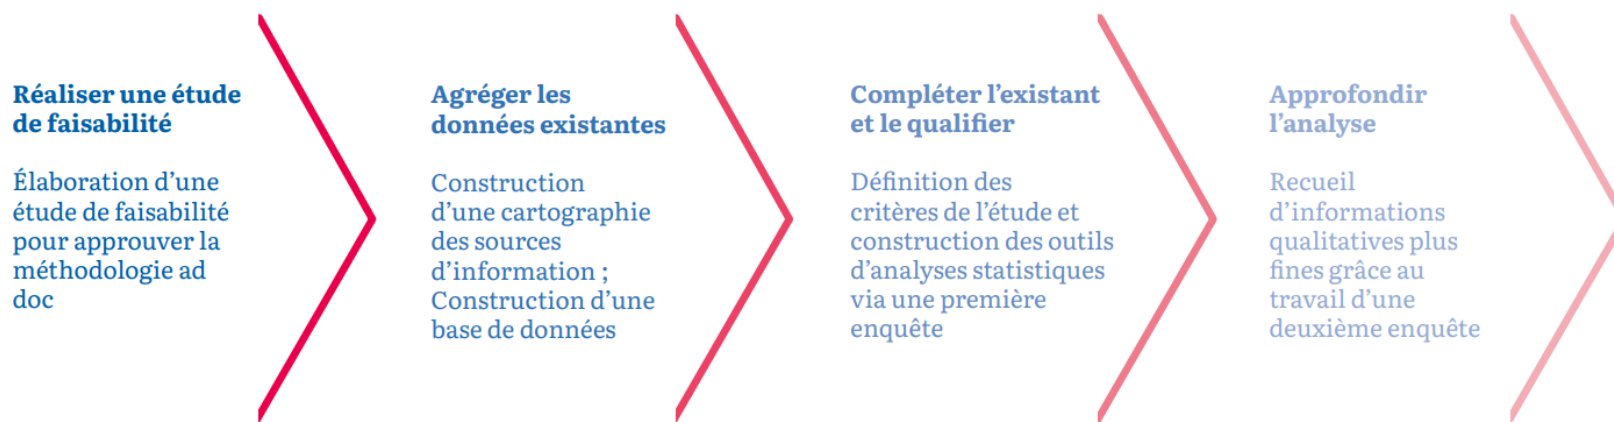 Réaliser une étude
de faisabilité
Élaboration d’une
étude de faisabilité
pour approuver la
méthodologie ad
doc
Agréger les
données existantes
Construction
d’une cartographie
des sources
d’information ;
Construction d’une
base de données
Compléter l’existant
et le qualifier
Définition des
critères de l’étude et
construction des outils
d’analyses statistiques
via une première
enquête
Approfondir
l’analyse
Recueil
d’informations
qualitatives plus
fines grâce au
travail d’une
deuxième enquête